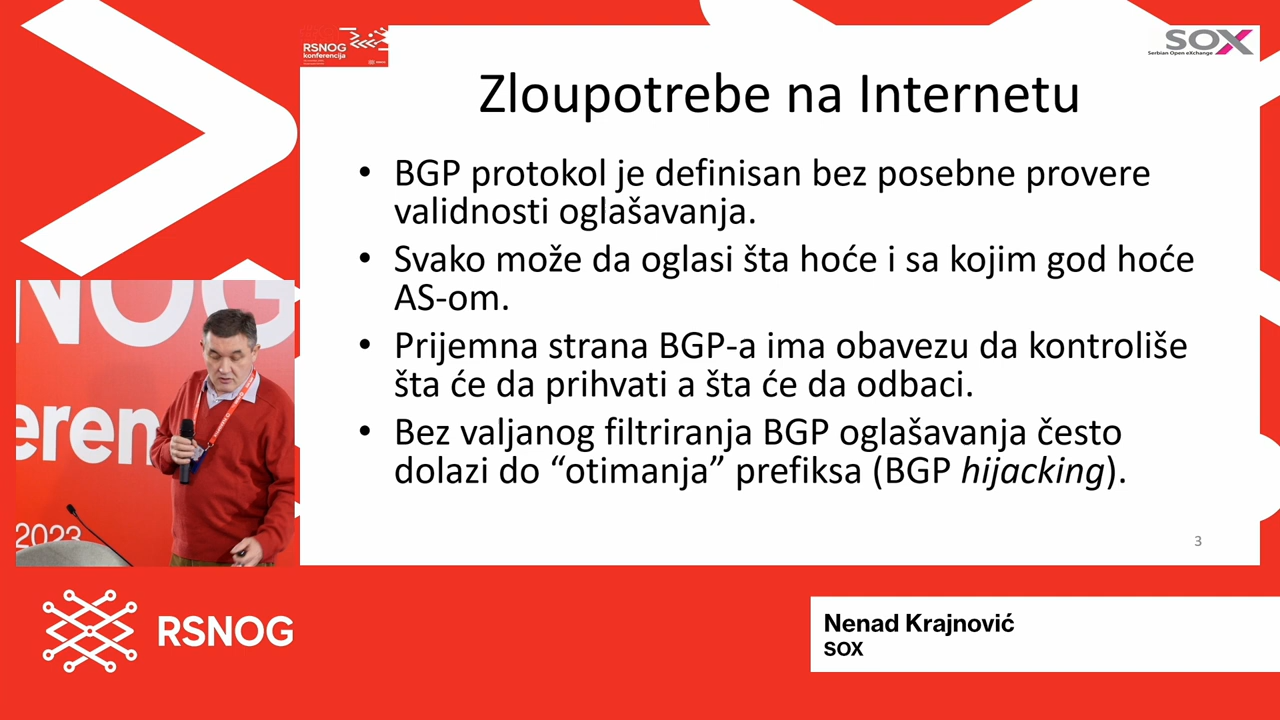 RSNOG
konferencija
SOX
Serbian Open eXchange
Zloupotrebe na Internetu
• BGP protokol je definisan bez posebne provere
validnosti oglašavanja.
• Svako može da oglasi šta hoće i sa kojim god hoće
AS-om.
• Prijemna strana BGP-a ima obavezu da kontroliše
šta će da prihvati a šta će da odbaci.
• Bez valjanog filtriranja BGP oglašavanja često
dolazi do “otimanja” prefiksa (BGP hijacking).
3
NOG
eren
2023
RSNOG
Nenad Krajnović
SOX